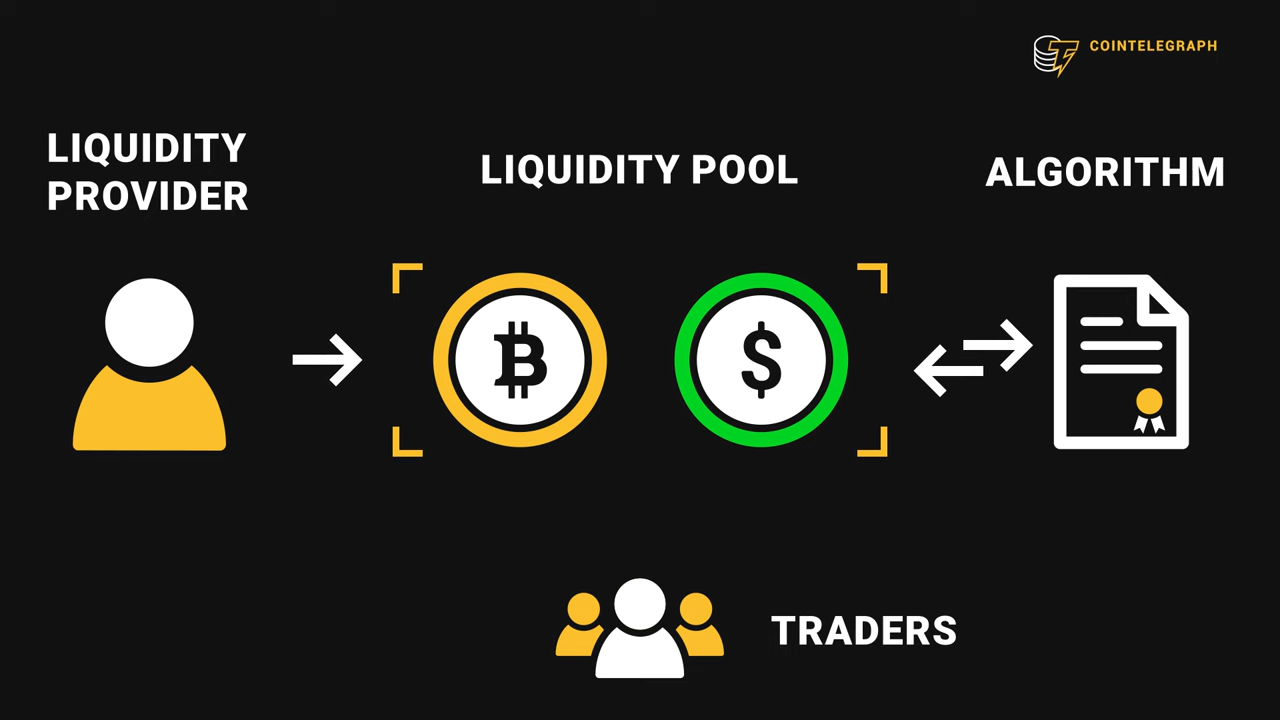 COINTELEGRAPH
LIQUIDITY
PROVIDER
LIQUIDITY POOL
ALGORITHM
TRADERS